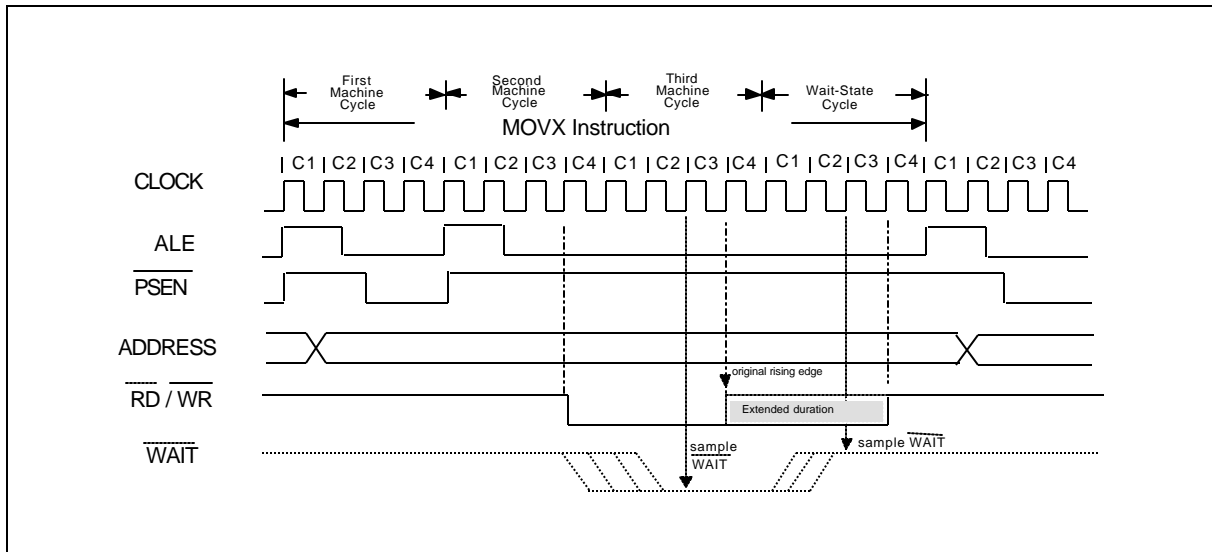 First
Machine
Cycle
Second
Machine
Cycle
Third
Machine
Cycle
Wait-State
Cycle
MOVX Instruction
C1 C2 C3 C4 C1 C2 C3 C4 C1 C2 C3 C4 C1 C2 C3 C4 C1 C2 C3 C4
CLOCK
ALE
PSEN
ADDRESS
original rising edge
RD / WR
Extended duration
WAIT
sample
WAIT
sample WAIT